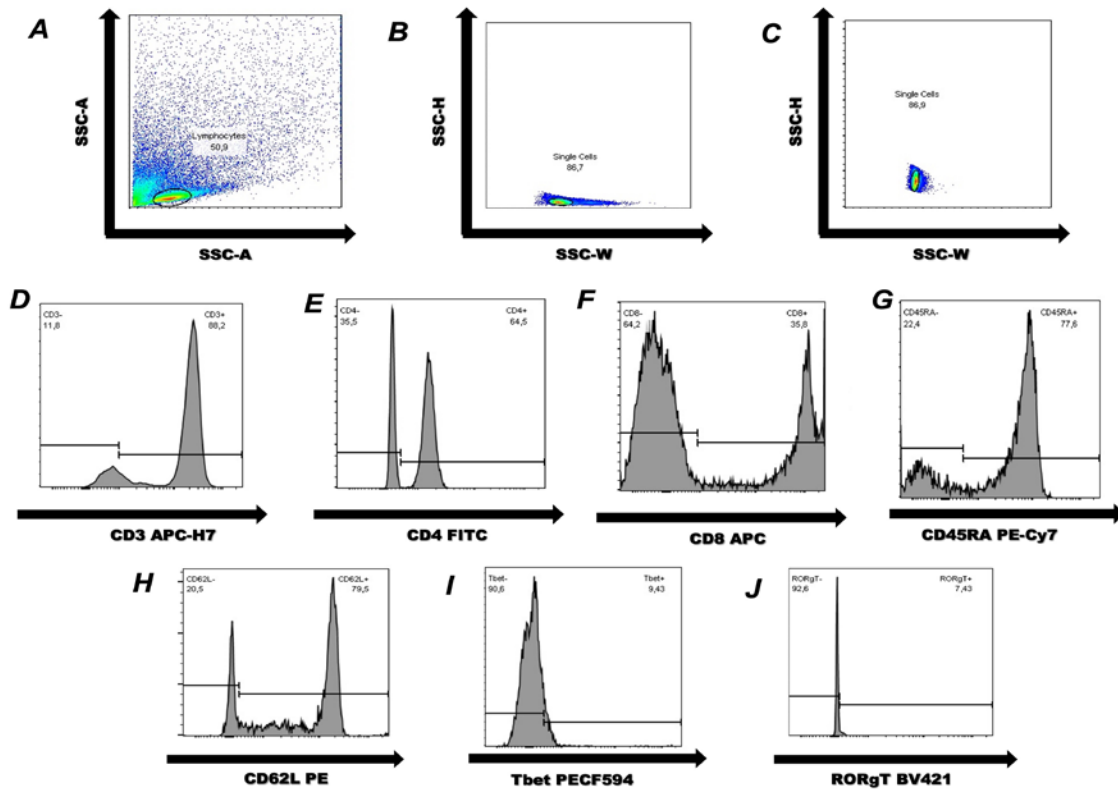 A
SSC-A
Lymphocytes
50,9
SSC-A
B
SSC-H
Single Cells
86,7
SSC-W
C
SSC-H
Single Cells
86,9
SSC-W
D
CD3-
11,8
CD3+
88,2
CD3 APC-H7
E
CD4-
35,5
CD4+
64,5
CD4 FITC
F
CD8-
64,2
CD8+
35,8
CD8 APC
G
CD45RA-
22,4
CD45RA+
77,6
CD45RA PE-Cy7
H
CD62L-
20,5
CD62L+
79,5
CD62L PE
I
Tbet-
90,6
Tbet+
9,43
Tbet PECF594
J
RORgT-
92,6
RORgT+
7,43
RORgT BV421